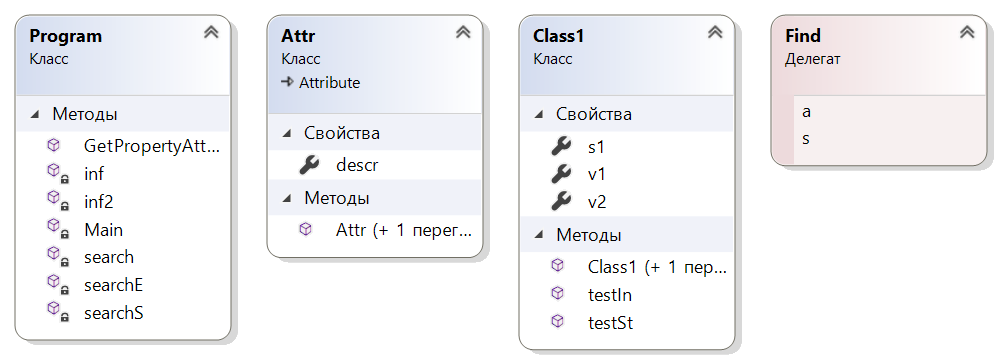 Program
Класс
Методы
GetPropertyAtt...
inf
inf2
Main
search
searchE
searchS
Attr
Класс
Attribute
Свойства
descr
Методы
Attr (+ 1 перег...
Class1
Класс
Свойства
s1
v1
v2
Методы
Class1 (+ 1 пер...
testIn
testSt
Find
Делегат
a
s